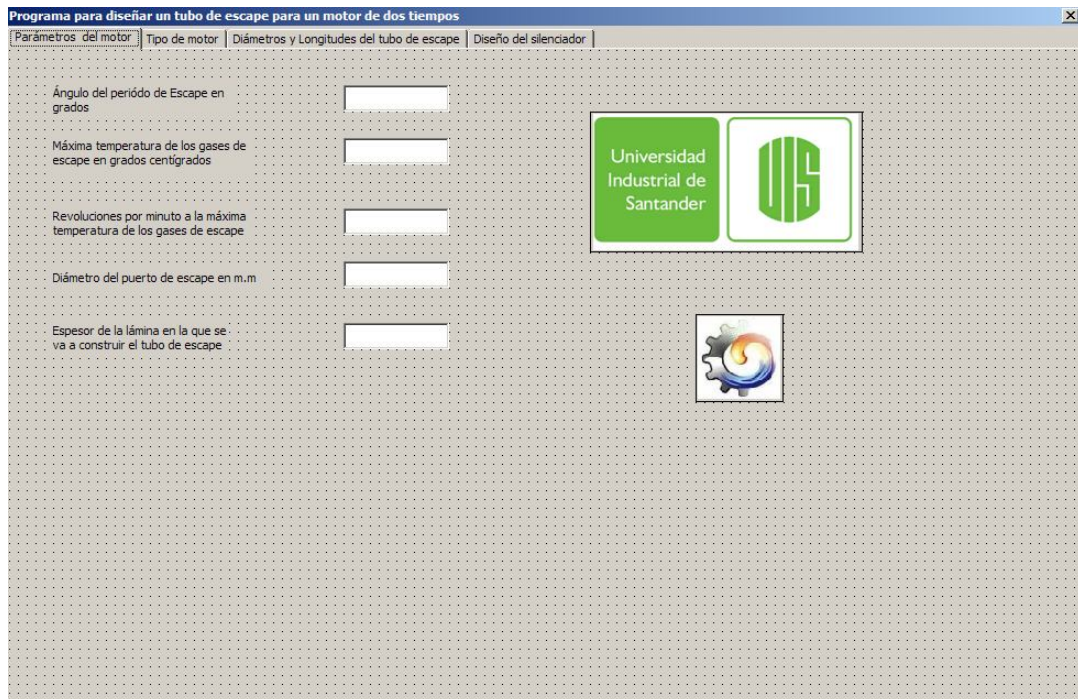 Programa para diseñar un tubo de escape para un motor de dos tiempos
Parámetros del motor
Tipo de motor
Diámetros y Longitudes del tubo de escape
Diseño del silenciador
Ángulo del periódo de Escape en
grados
Máxima temperatura de los gases de
escape en grados centígrados
Revoluciones por minuto a la máxima
temperatura de los gases de escape
Diámetro del puerto de escape en m.m
Espesor de la lámina en la que se
va a construir el tubo de escape
Universidad
Industrial de
Santander
UIS